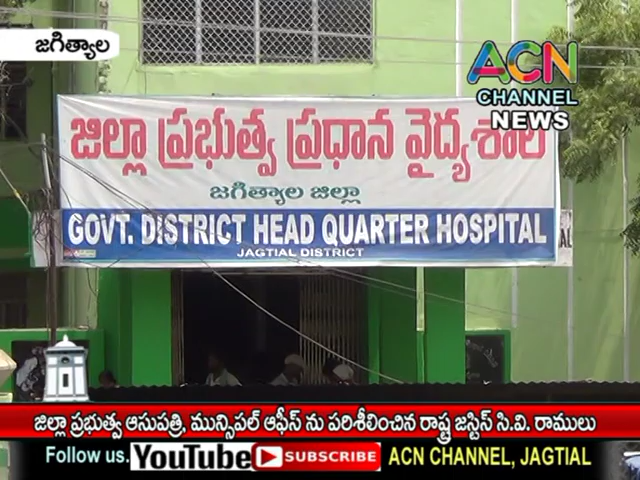 జగిత్యాల
ACN
CHANNEL
NEWS
జిల్లా ప్రభుత్వ ప్రధాన వైద్యశాల
జగిత్యాల జిల్లా
GOVT. DISTRICT HEAD QUARTER HOSPITAL
JAGTIAL DISTRICT
జిల్లా ప్రభుత్వ ఆసుపత్రి, మున్సిపల్ ఆఫీస్ ను పరిశీలించిన రాష్ట్ర జస్టిస్ సి.వి. రాములు
Follow us. YouTube SUBSCRIBE ACN CHANNEL, JAGTIAL